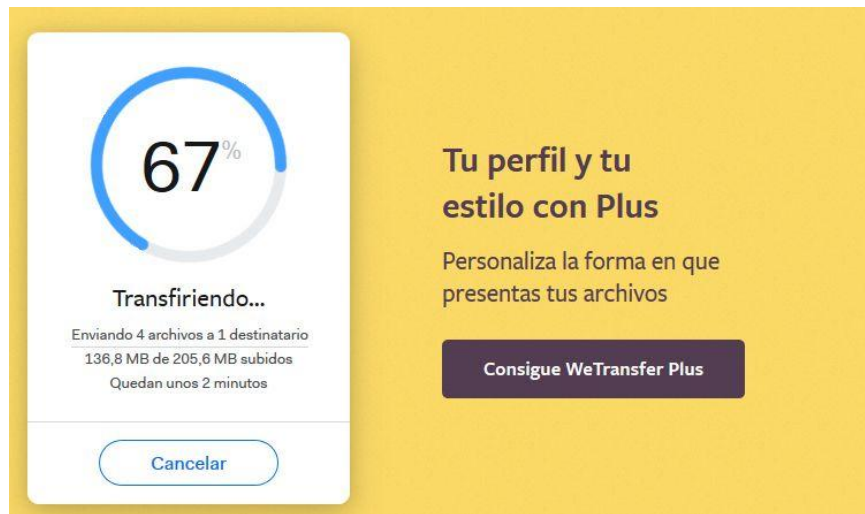 67%
Transfiriendo...
Enviando 4 archivos a 1 destinatario
136,8 MB de 205,6 MB subidos
Quedan unos 2 minutos
Cancelar
Tu perfil y tu
estilo con Plus
Personaliza la forma en que
presentas tus archivos
Consigue WeTransfer Plus